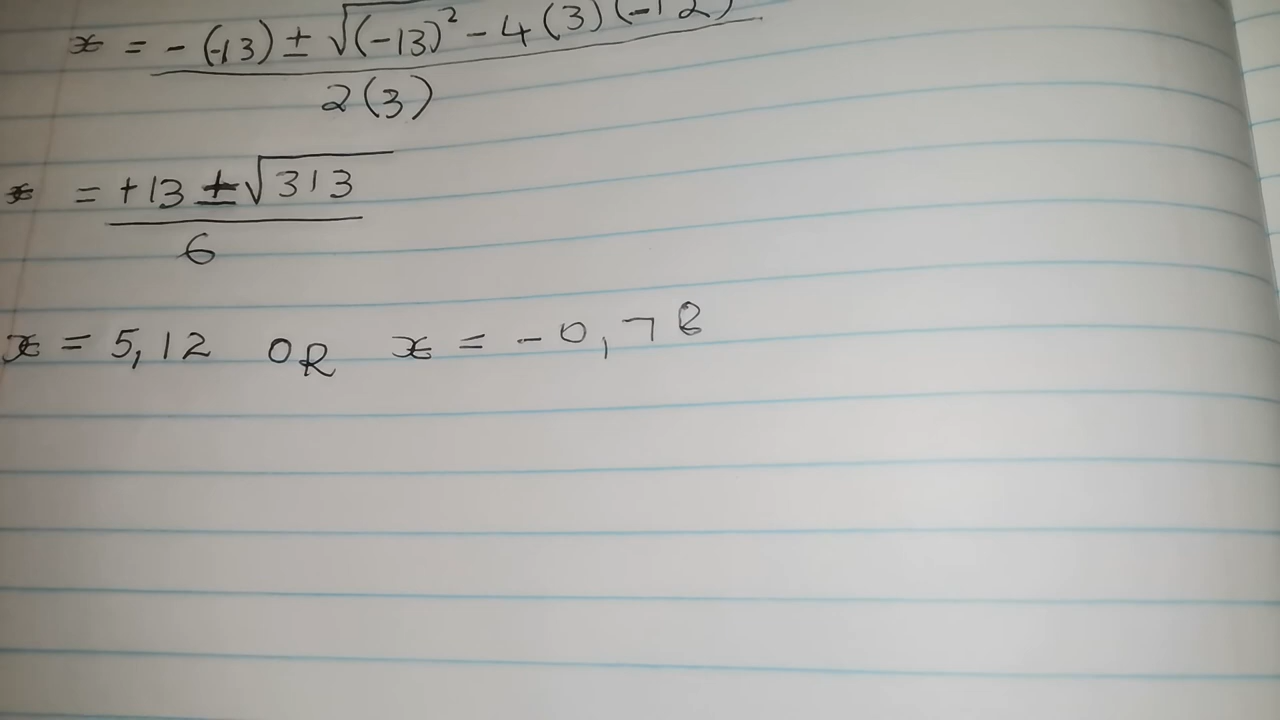 x = -(-13) ± √(-13)² - 4(3)(-12)
2(3)
x = +13 ± √313
6
x = 5,12 OR x = -0,78